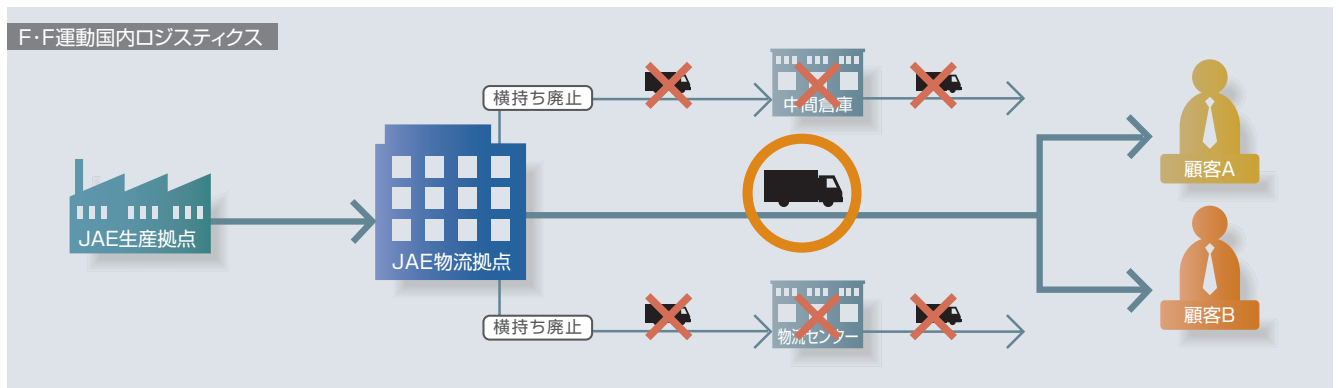 F・F運動国内ロジスティクス
横持ち廃止
中間倉庫
顧客A
JAE生産拠点
JAE物流拠点
顧客B
横持ち廃止
物流センター